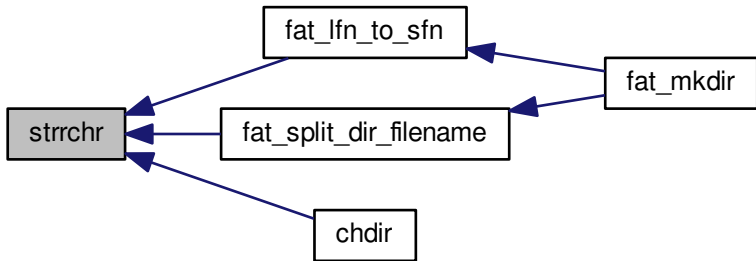 fat_lfn_to_sfn
fat_mkdir
strrchr
fat_split_dir_filename
chdir